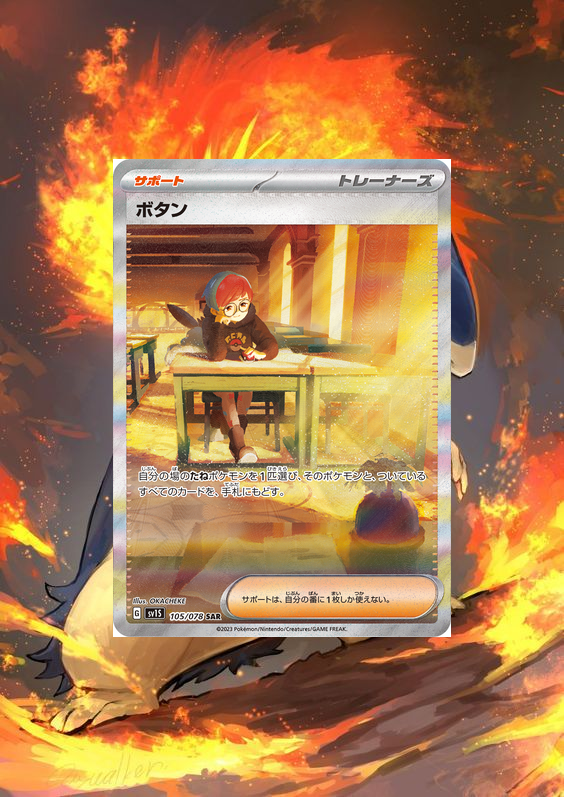 サポート
トレーナーズ
ボタン
自分の場のたねポケモンを1匹選び、そのポケモンと、ついている
すべてのカードを、手札にもどす。
サポートは、自分の番に1枚しか使えない。
Illus. OKACHEKE
G sv1S 105/078 SAR
©2023 Pokémon/Nintendo/Creatures/GAME FREAK.